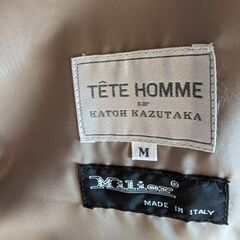 TÊTE HOMME
PAR
KATOH KAZUTAKA
M
MADE IN ITALY